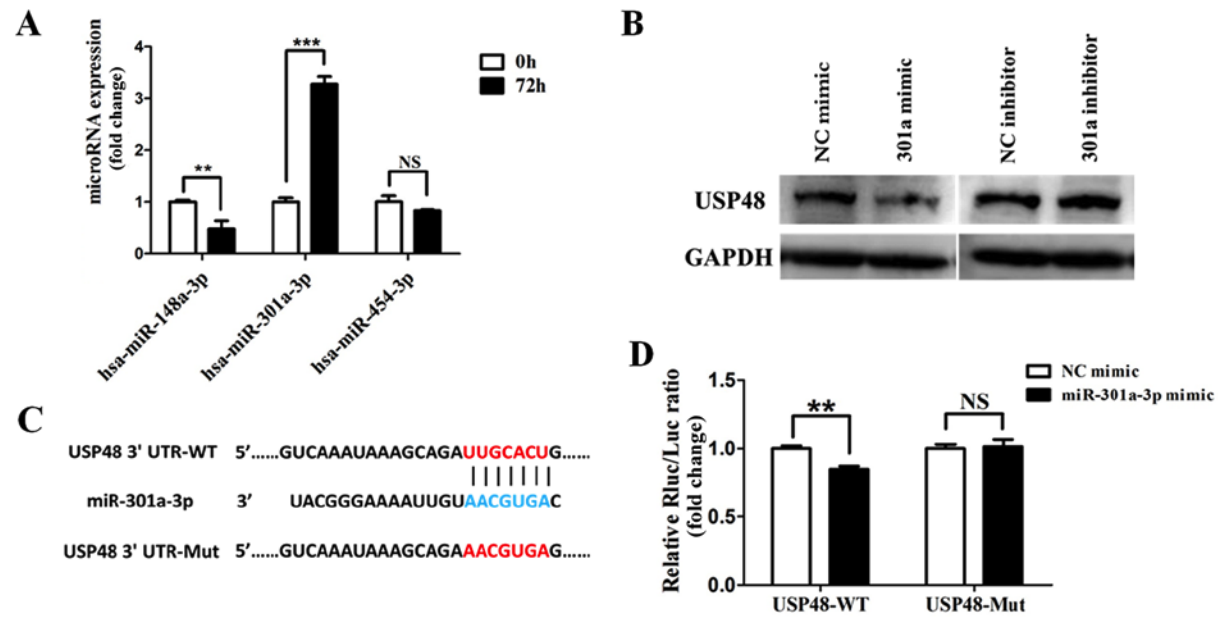 A
microRNA expression
(fold change)
4
3
2
1
0
***
**
NS
0h
72h
hsa-miR-148a-3p
hsa-miR-301a-3p
hsa-miR-454-3p
B
NC mimic
301a mimic
NC inhibitor
301a inhibitor
USP48
GAPDH
C
USP48 3' UTR-WT 5'......GUCAAAUAAAGCAGAUUGCACUG......
miR-301a-3p 3' UACGGGAAAAUUGUAACGUGAC
USP48 3' UTR-Mut 5'......GUCAAAUAAAGCAGAAACGUGAG......
D
Relative Rluc/Luc ratio
(fold change)
1.5
1.0
0.5
0.0
**
NS
NC mimic
miR-301a-3p mimic
USP48-WT
USP48-Mut